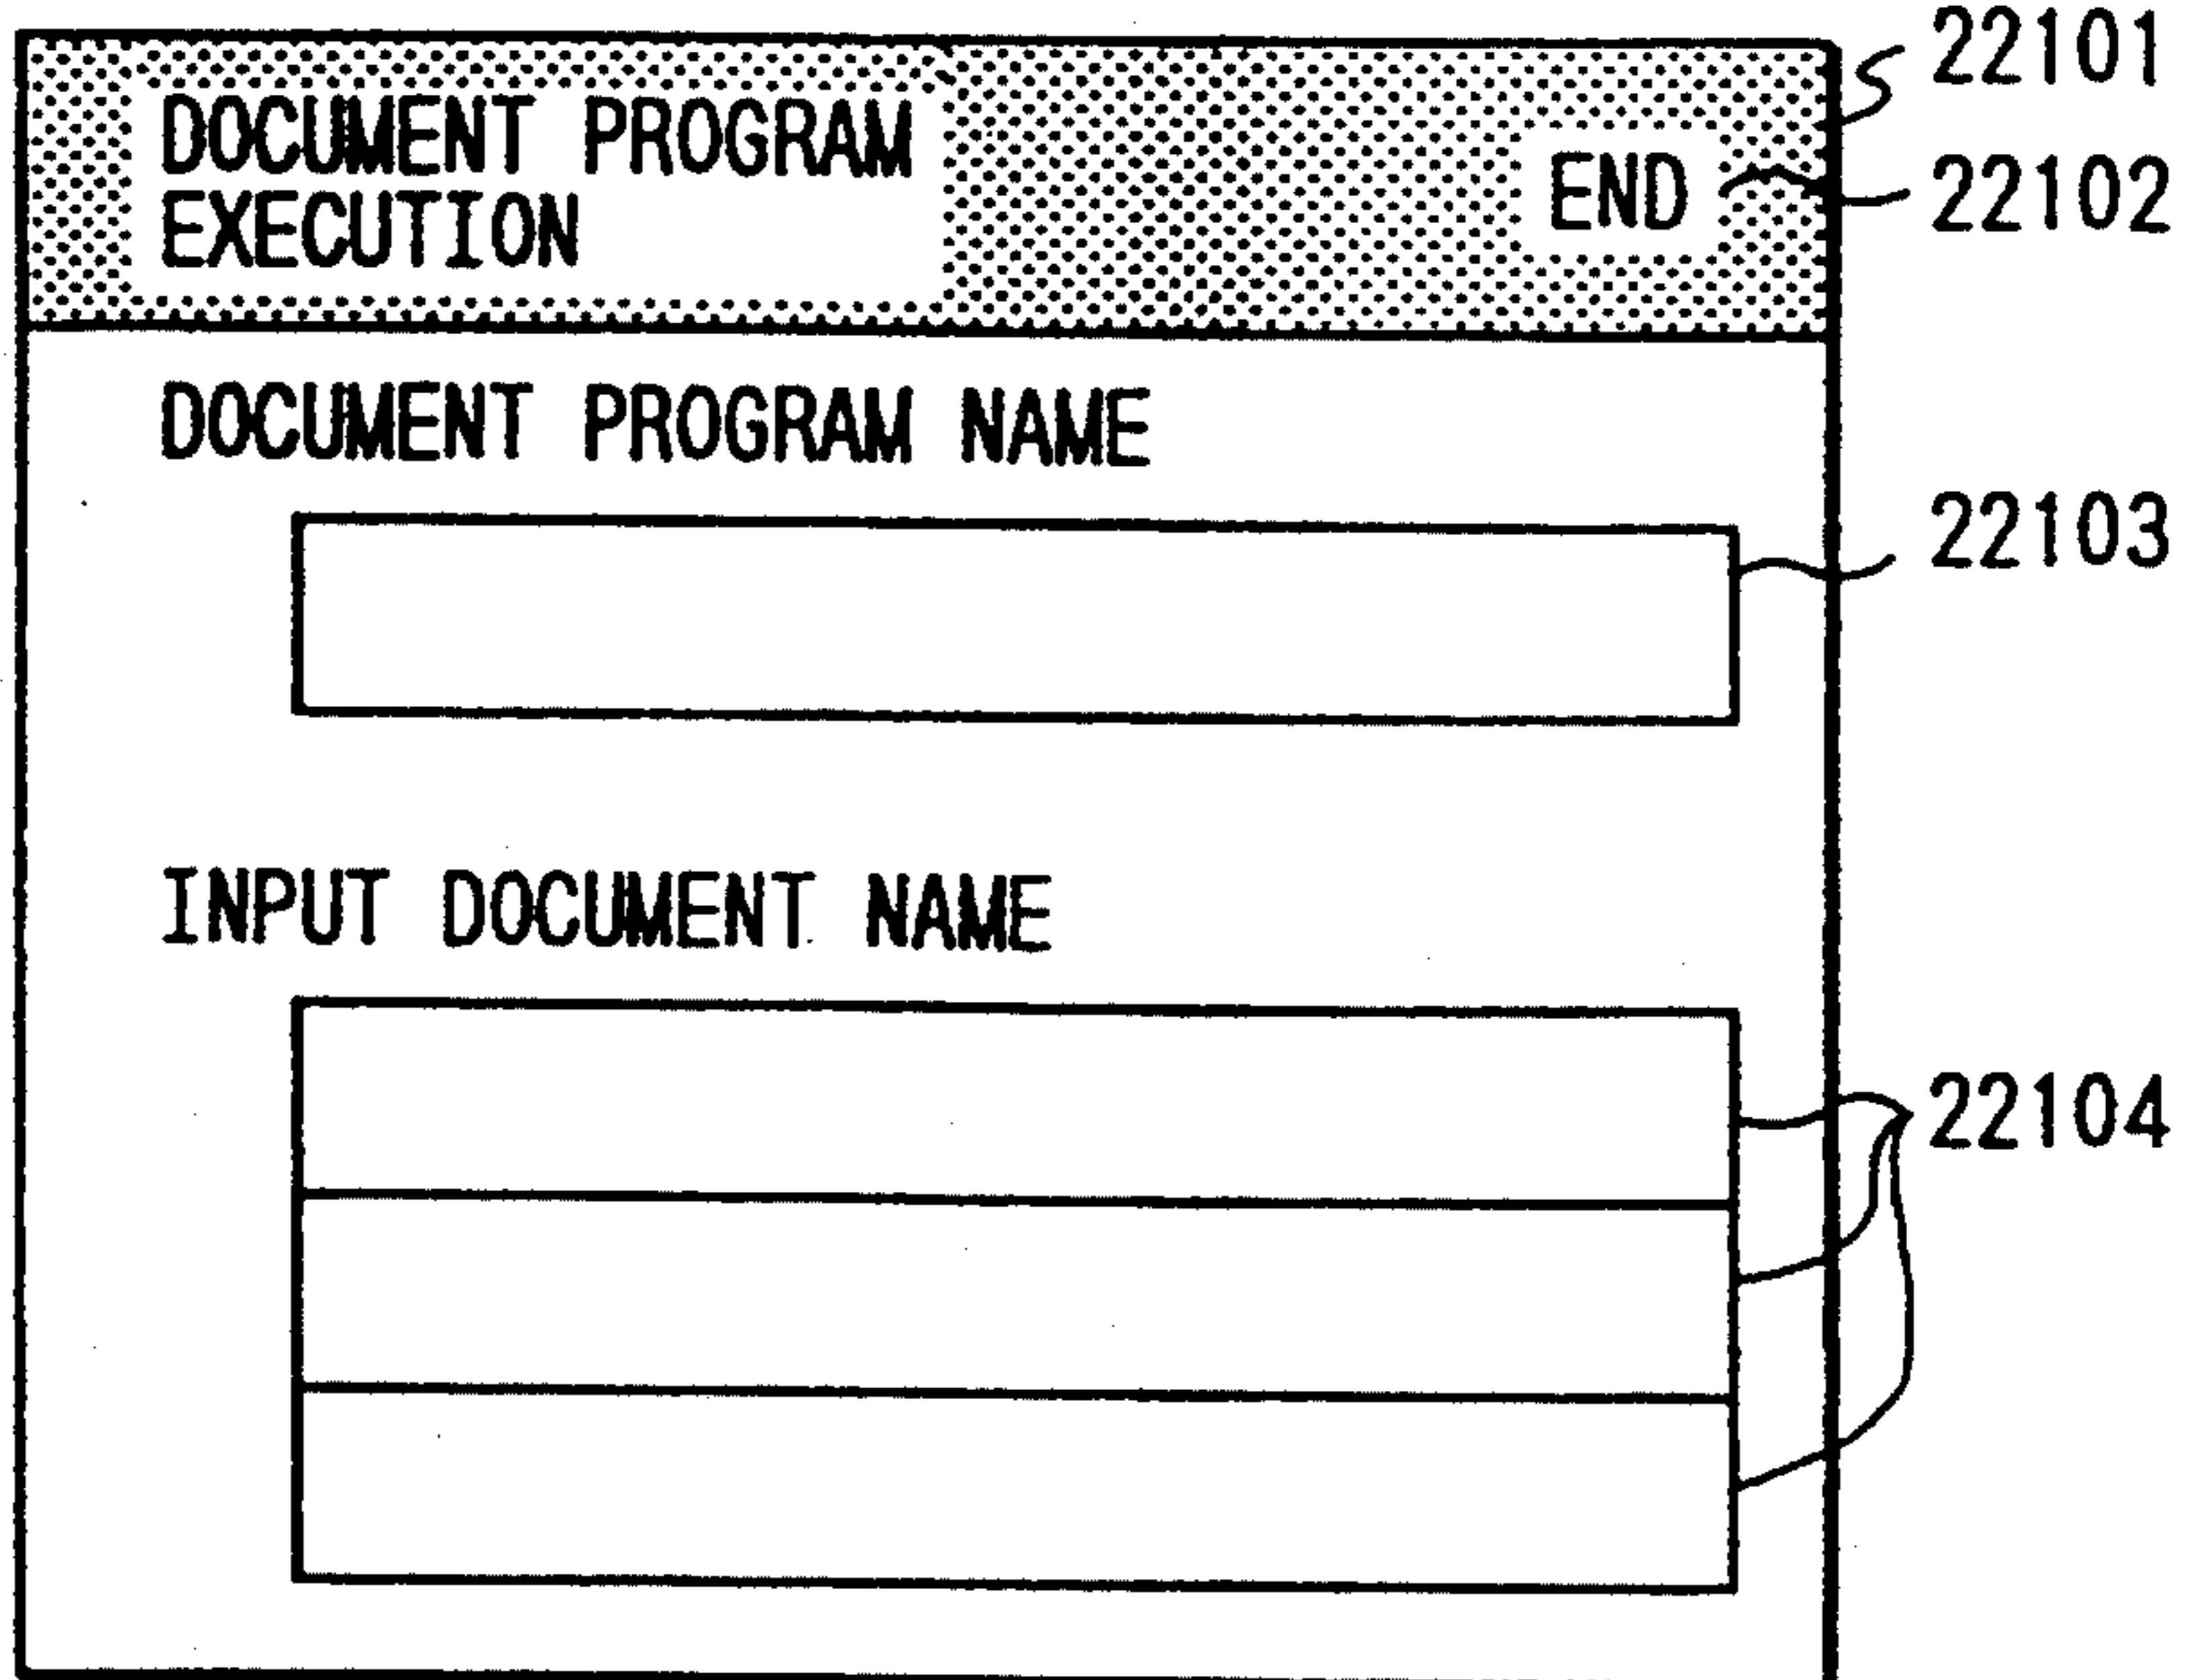 22101
DOCUMENT PROGRAM
EXECUTION
END
22102
DOCUMENT PROGRAM NAME
22103
INPUT DOCUMENT NAME
22104